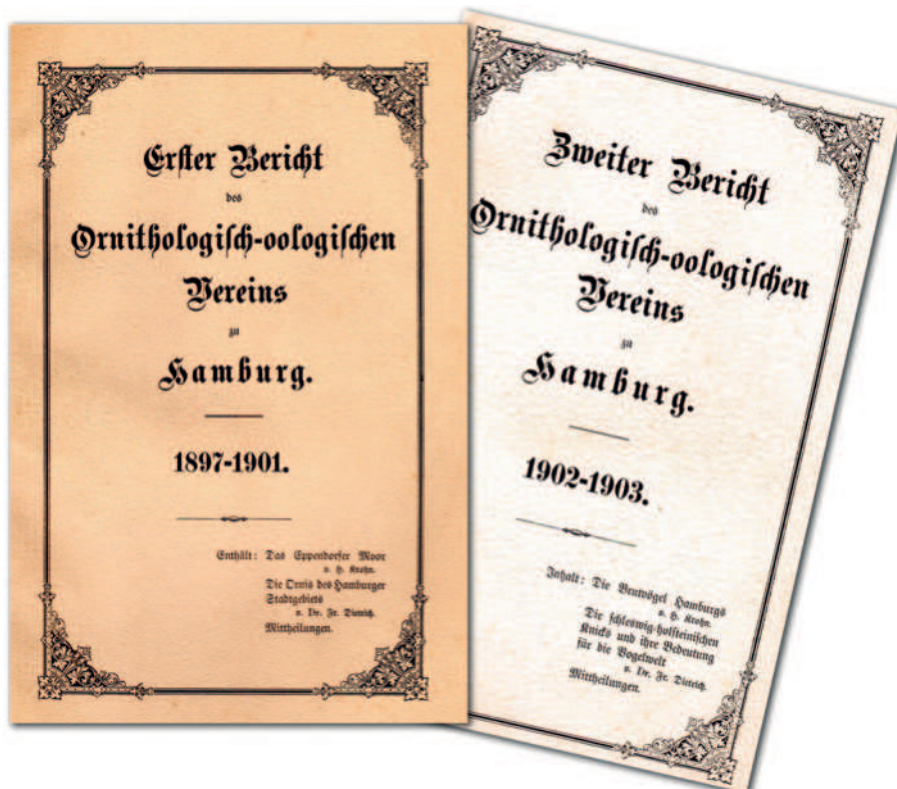 Erster Bericht
des
Ornithologisch-oologischen
Vereins
zu
Hamburg.
1897-1901.
Enthält: Das Eppendorfer Moor
v. H. Krohn.
Die Ornis des Hamburger
Stadtgebiets
v. Dr. Fr. Dietrich.
Mittheilungen.
Zweiter Bericht
des
Ornithologisch-oologischen
Vereins
zu
Hamburg.
1902-1903.
Inhalt: Die Brutvögel Hamburgs
v. H. Krohn.
Die schleswig-holsteinischen
Knicks und ihre Bedeutung
für die Vogelwelt
v. Dr. Fr. Dietrich.
Mittheilungen.